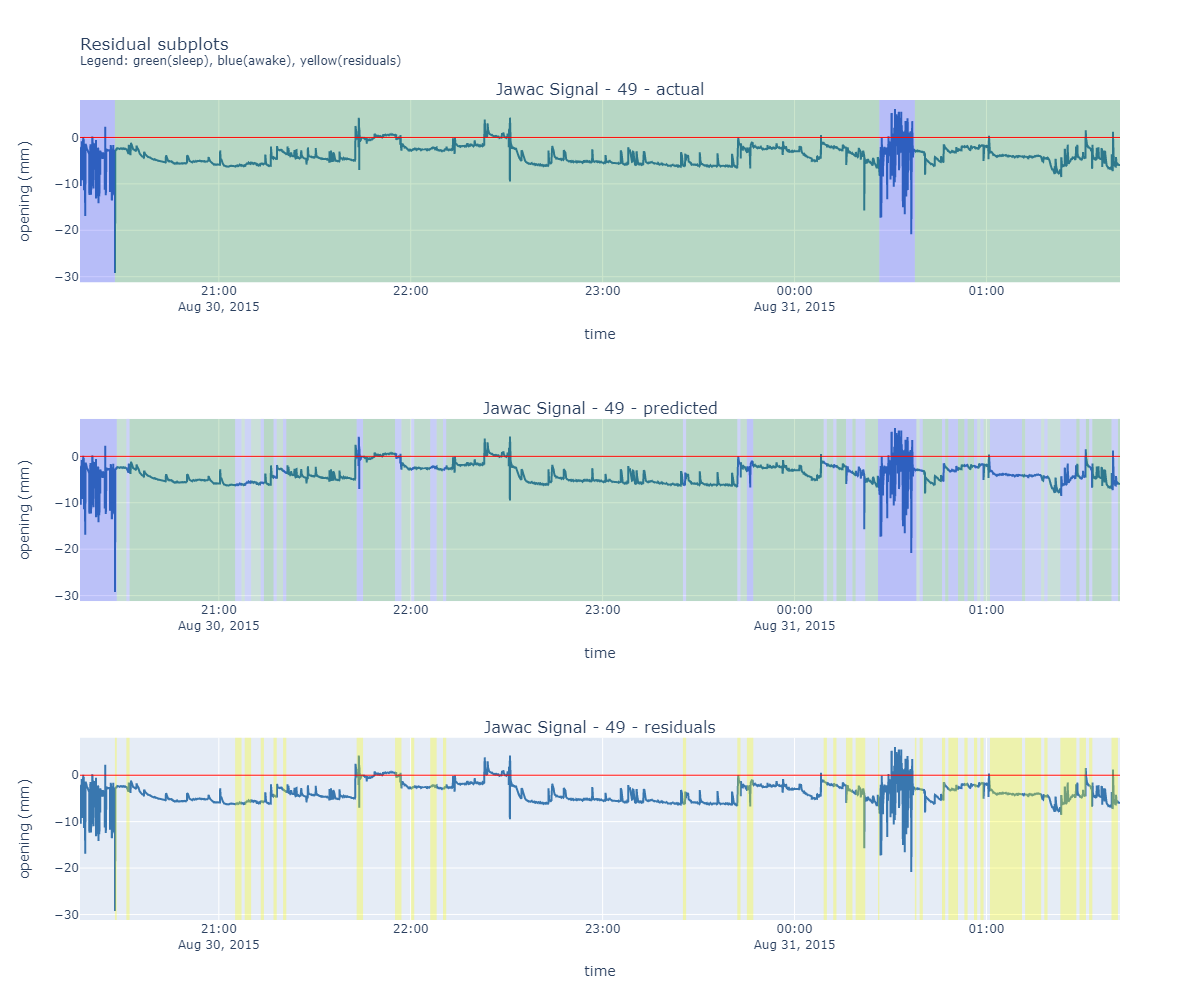 Residual subplots
Legend: green(sleep), blue(awake), yellow(residuals)
Jawac Signal - 49 - actual
opening (mm)
0
−10
−20
−30
21:00 22:00 23:00 00:00 01:00
Aug 30, 2015 Aug 31, 2015
time
Jawac Signal - 49 - predicted
opening (mm)
0
−10
−20
−30
21:00 22:00 23:00 00:00 01:00
Aug 30, 2015 Aug 31, 2015
time
Jawac Signal - 49 - residuals
opening (mm)
0
−10
−20
−30
21:00 22:00 23:00 00:00 01:00
Aug 30, 2015 Aug 31, 2015
time